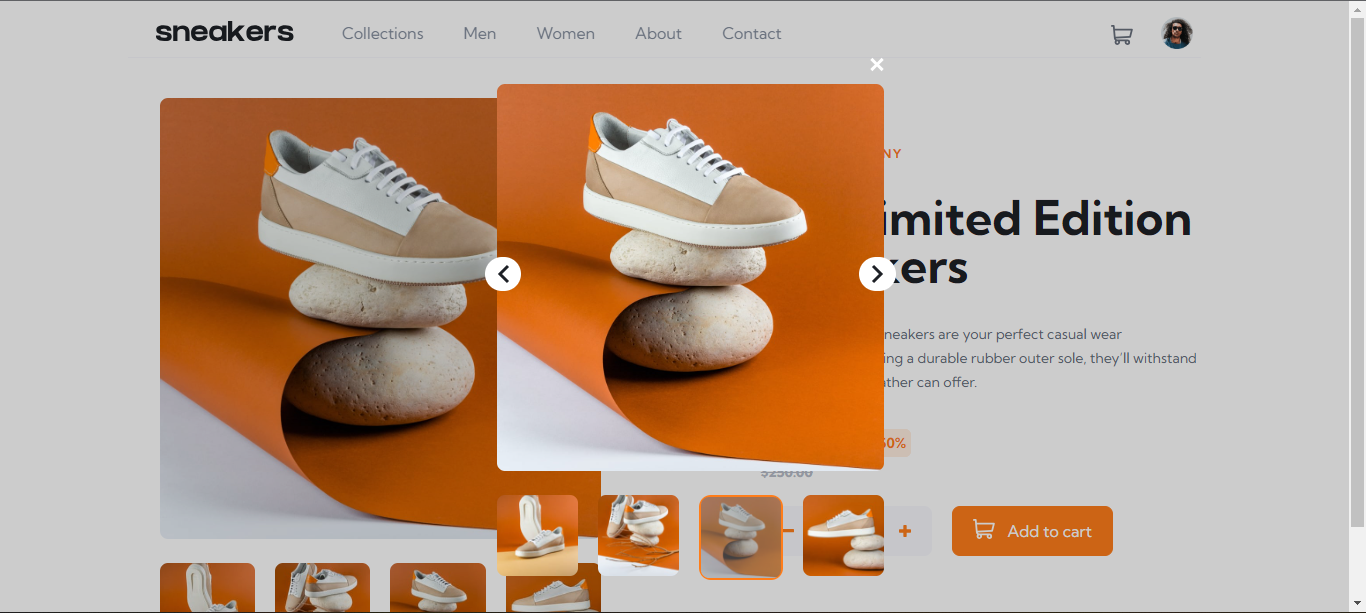 sneakers Collections Men Women About Contact
NY
imited Edition
kers
neakers are your perfect casual wear
ing a durable rubber outer sole, they'll withstand
ather can offer.
50%
$250.00
Add to cart